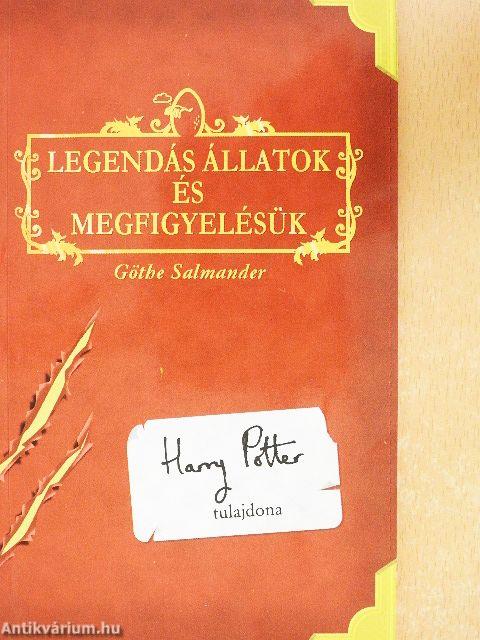 LEGENDÁS ÁLLATOK
ÉS
MEGFIGYELÉSÜK
Göthe Salmander
Harry Potter
tulajdona
Antikvárium.hu